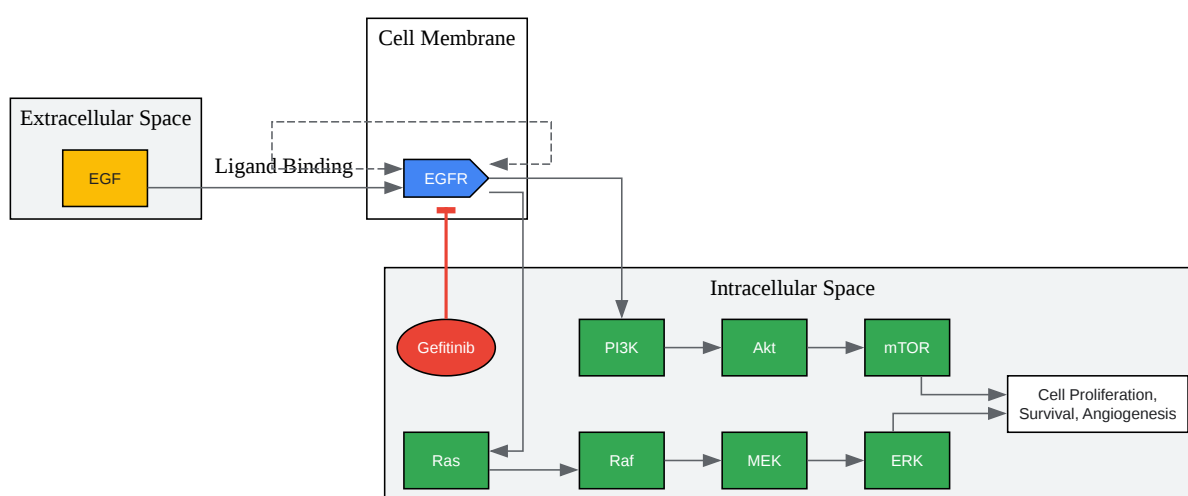 Cell Membrane
Extracellular Space
EGF
Ligand Binding
EGFR
Intracellular Space
Gefitinib
PI3K
Akt
mTOR
Cell Proliferation,
Survival, Angiogenesis
Ras
Raf
MEK
ERK